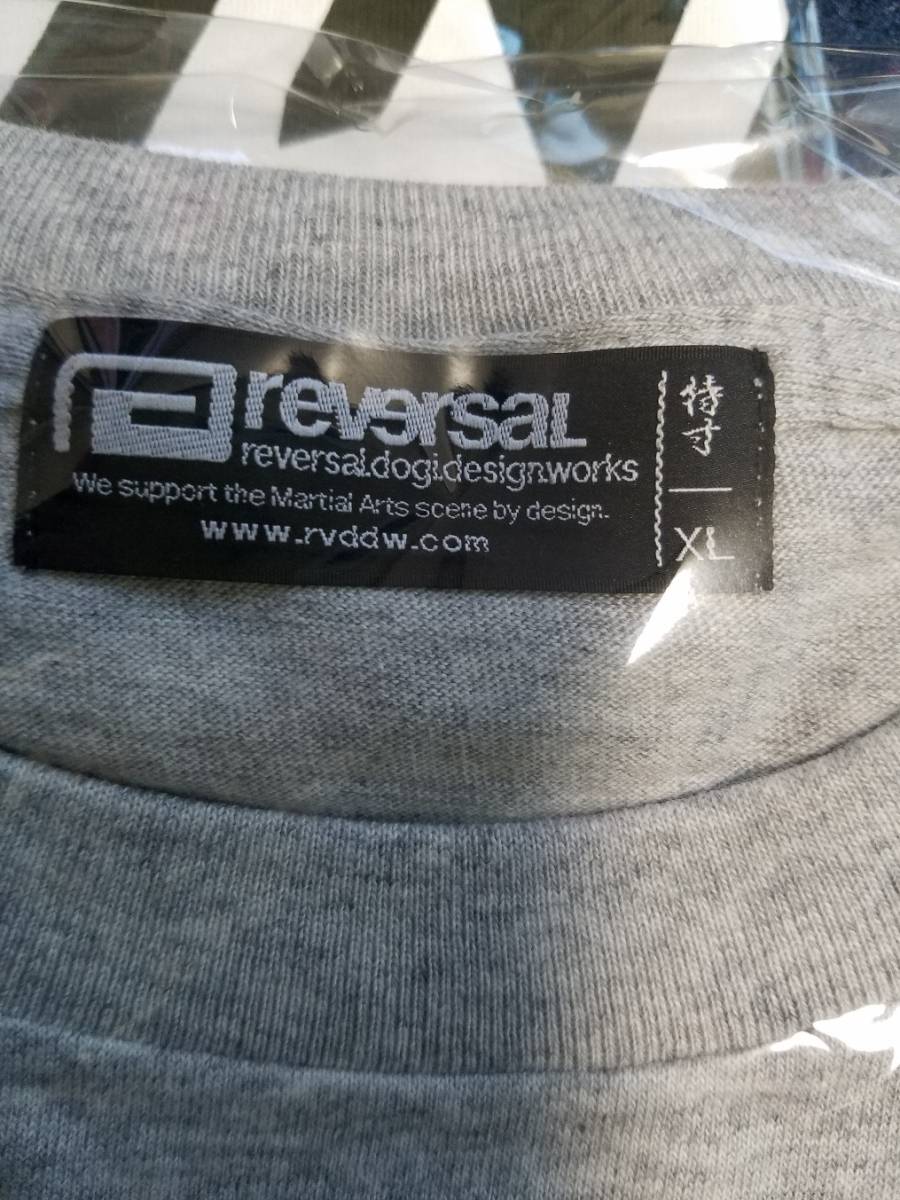 reversal
reversal.dogi.design.works
We support the Martial Arts scene by design.
www.rvddw.com
特寸
XL